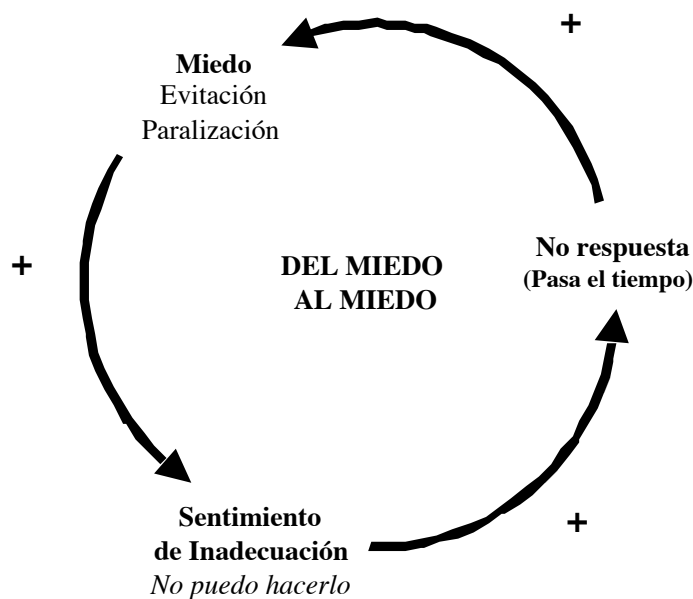 +
Miedo
Evitación
Paralización
No respuesta
(Pasa el tiempo)
DEL MIEDO
AL MIEDO
+
Sentimiento
de Inadecuación
No puedo hacerlo
+